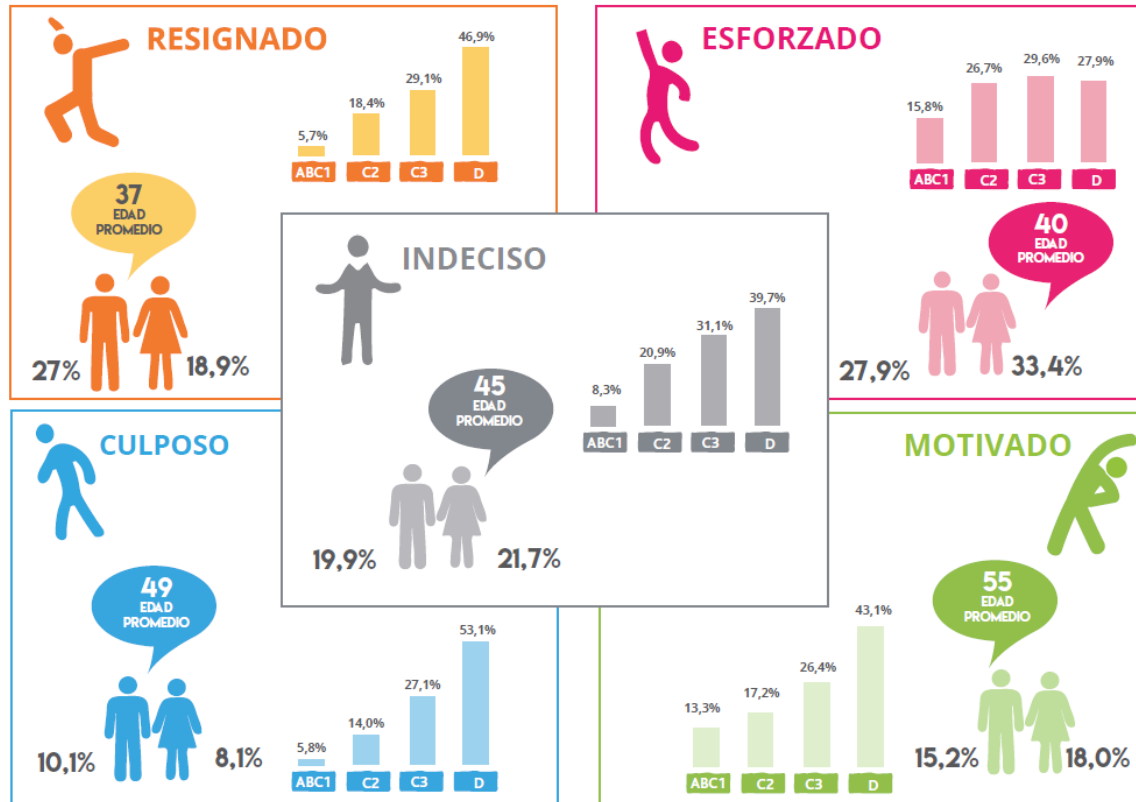 RESIGNADO
46,9%
29,1%
18,4%
5,7%
ABC1 C2 C3 D
37
EDAD
PROMEDIO
27% 18,9%
ESFORZADO
26,7% 29,6% 27,9%
15,8%
ABC1 C2 C3 D
40
EDAD
PROMEDIO
27,9% 33,4%
INDECISO
39,7%
31,1%
20,9%
8,3%
ABC1 C2 C3 D
45
EDAD
PROMEDIO
19,9% 21,7%
CULPOSO
49
EDAD
PROMEDIO
10,1% 8,1%
53,1%
27,1%
14,0%
5,8%
ABC1 C2 C3 D
MOTIVADO
55
EDAD
PROMEDIO
43,1%
26,4%
17,2%
13,3%
ABC1 C2 C3 D
15,2% 18,0%